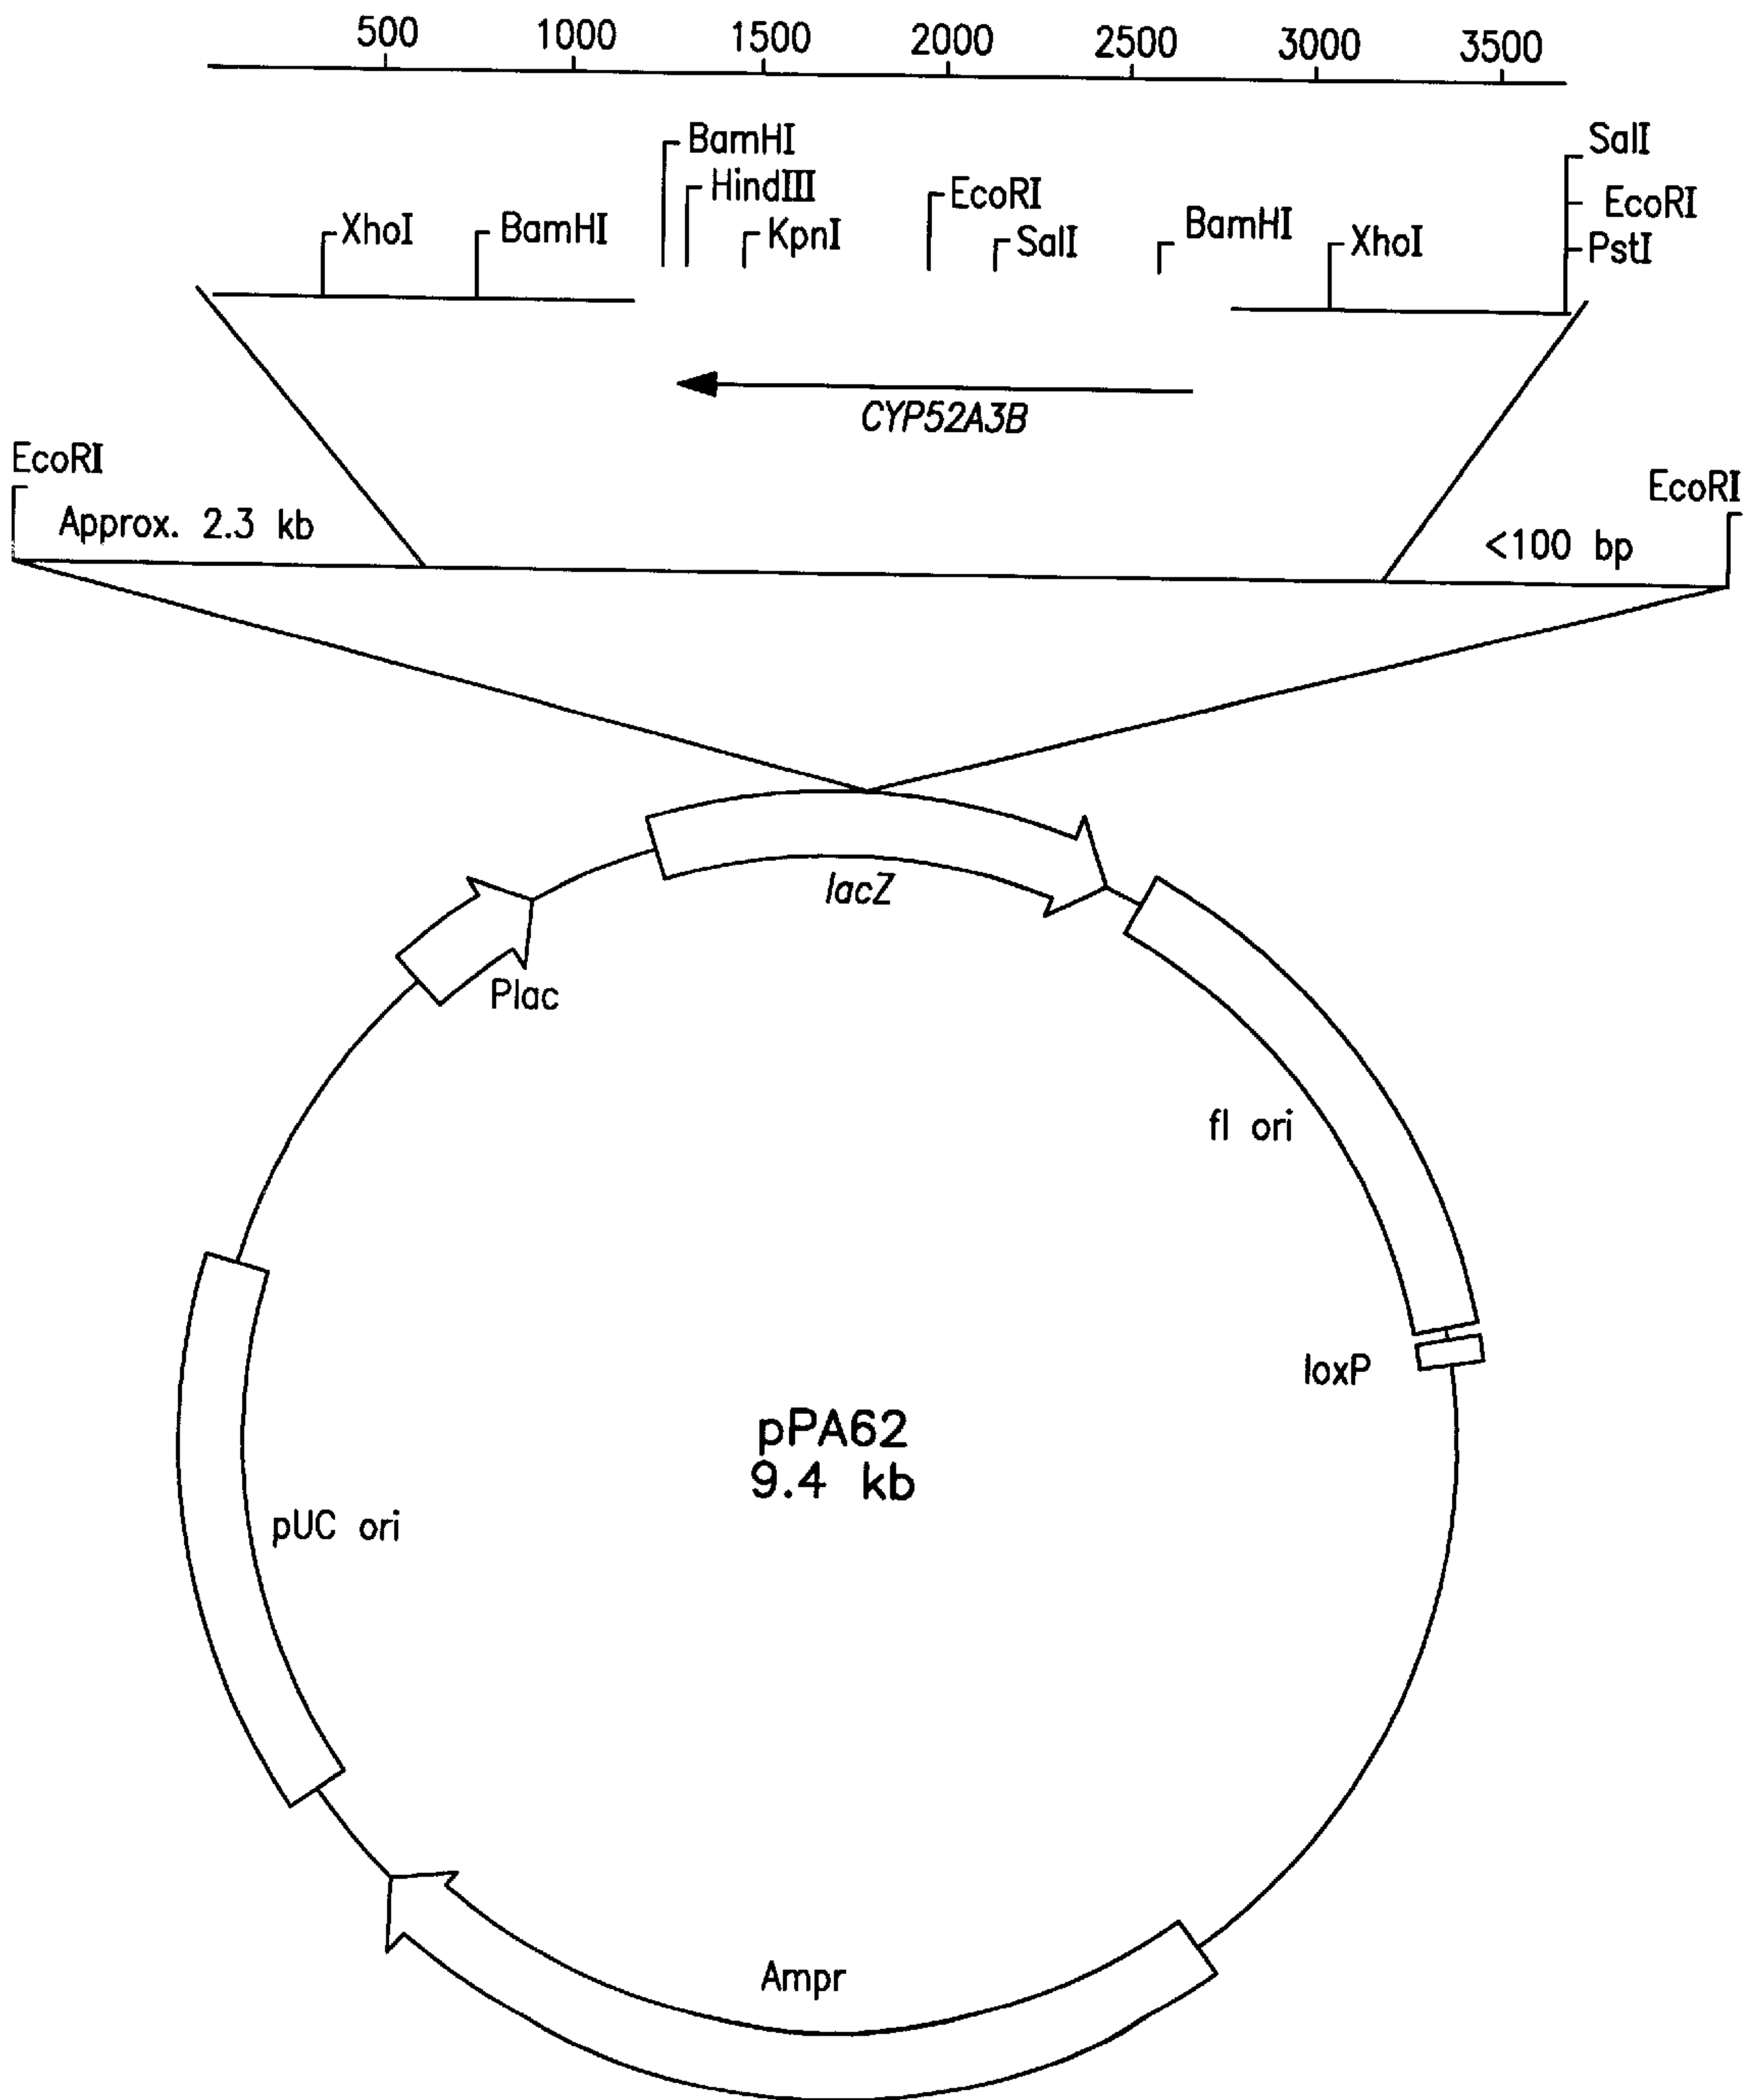 500 1000 1500 2000 2500 3000 3500
BamHI
SalI
HindIII
EcoRI
EcoRI
XhoI
BamHI
KpnI
SalI
BamHI
XhoI
PstI
CYP52A3B
EcoRI
EcoRI
Approx. 2.3 kb
<100 bp
lacZ
Plac
fl ori
loxP
pPA62
9.4 kb
pUC ori
Ampr